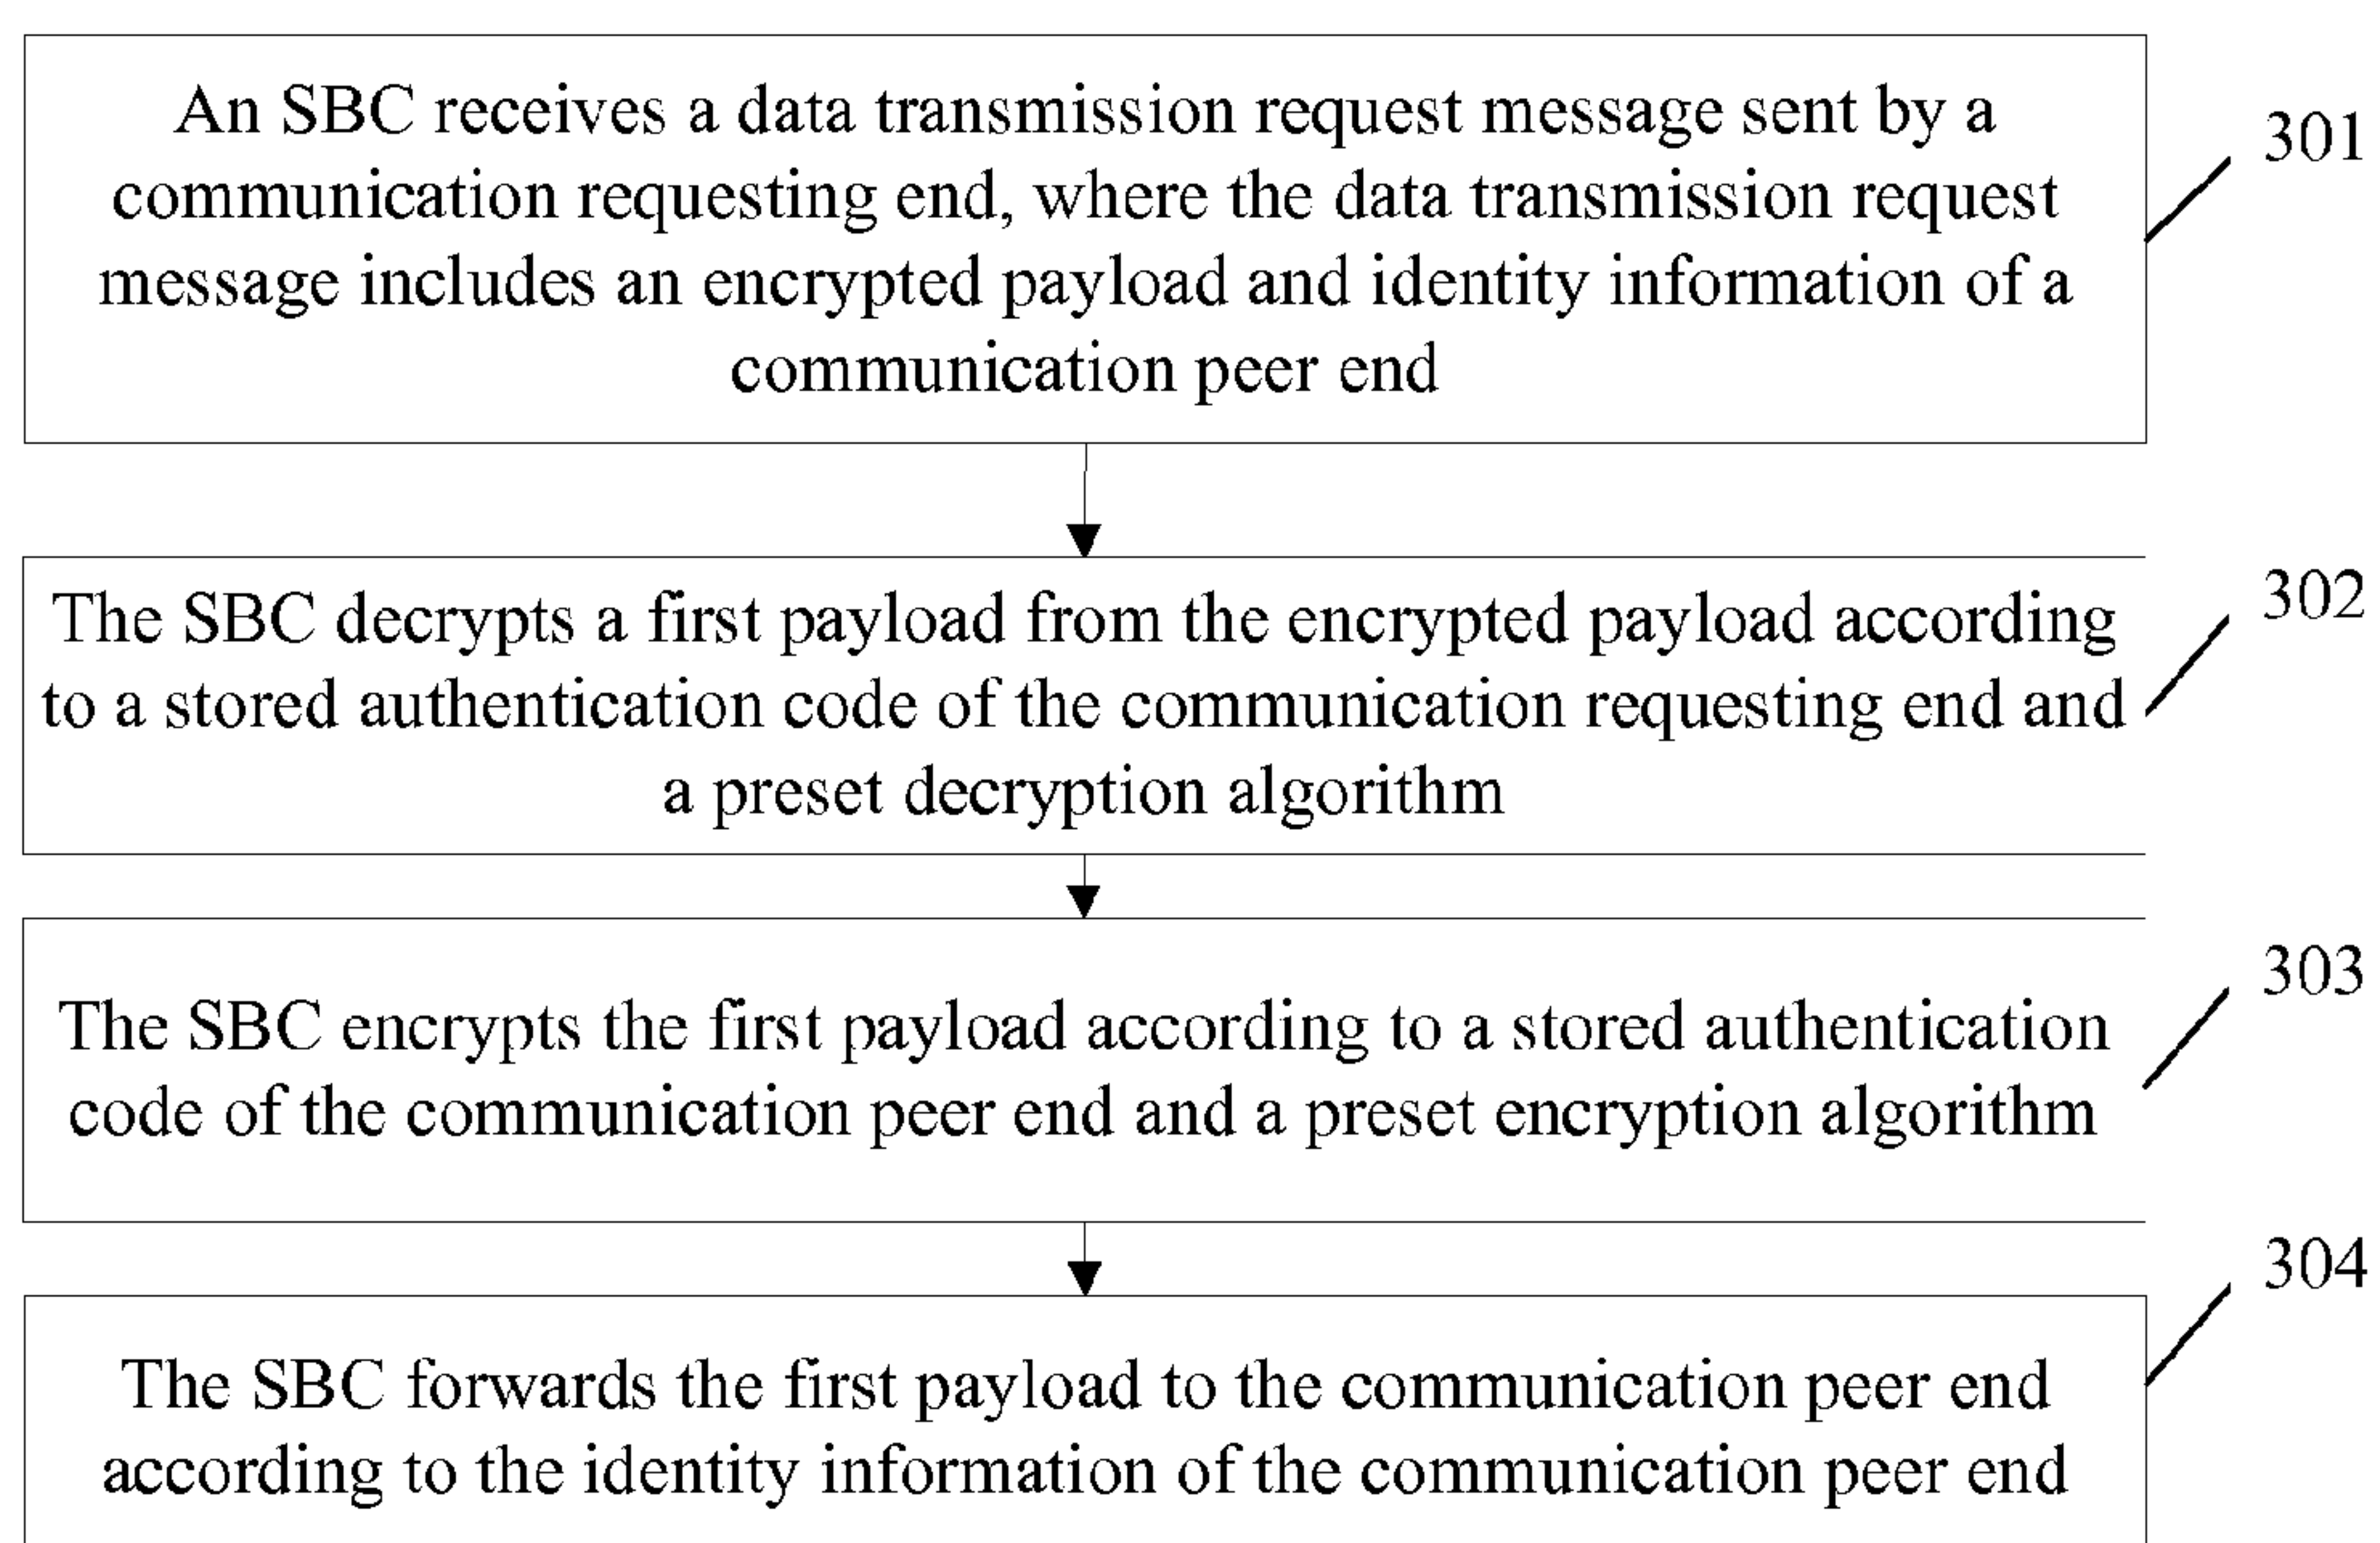 An SBC receives a data transmission request message sent by a
communication requesting end, where the data transmission request
message includes an encrypted payload and identity information of a
communication peer end
301
The SBC decrypts a first payload from the encrypted payload according
to a stored authentication code of the communication requesting end and
a preset decryption algorithm
302
The SBC encrypts the first payload according to a stored authentication
code of the communication peer end and a preset encryption algorithm
303
The SBC forwards the first payload to the communication peer end
according to the identity information of the communication peer end
304